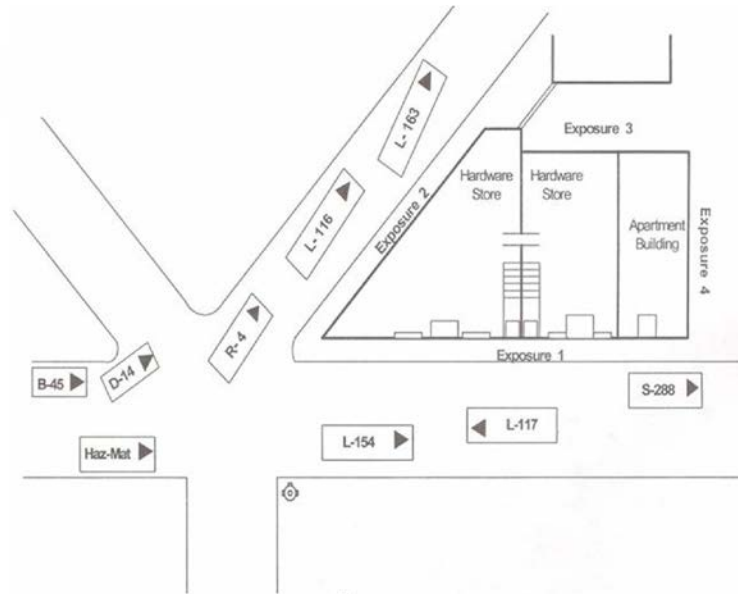 L- 163
Exposure 3
Hardware
Store
Hardware
Store
L- 116
Exposure 2
Apartment
Building
Exposure 4
R- 4
Exposure 1
B-45
D-14
S-288
L-117
L-154
Haz-Mat